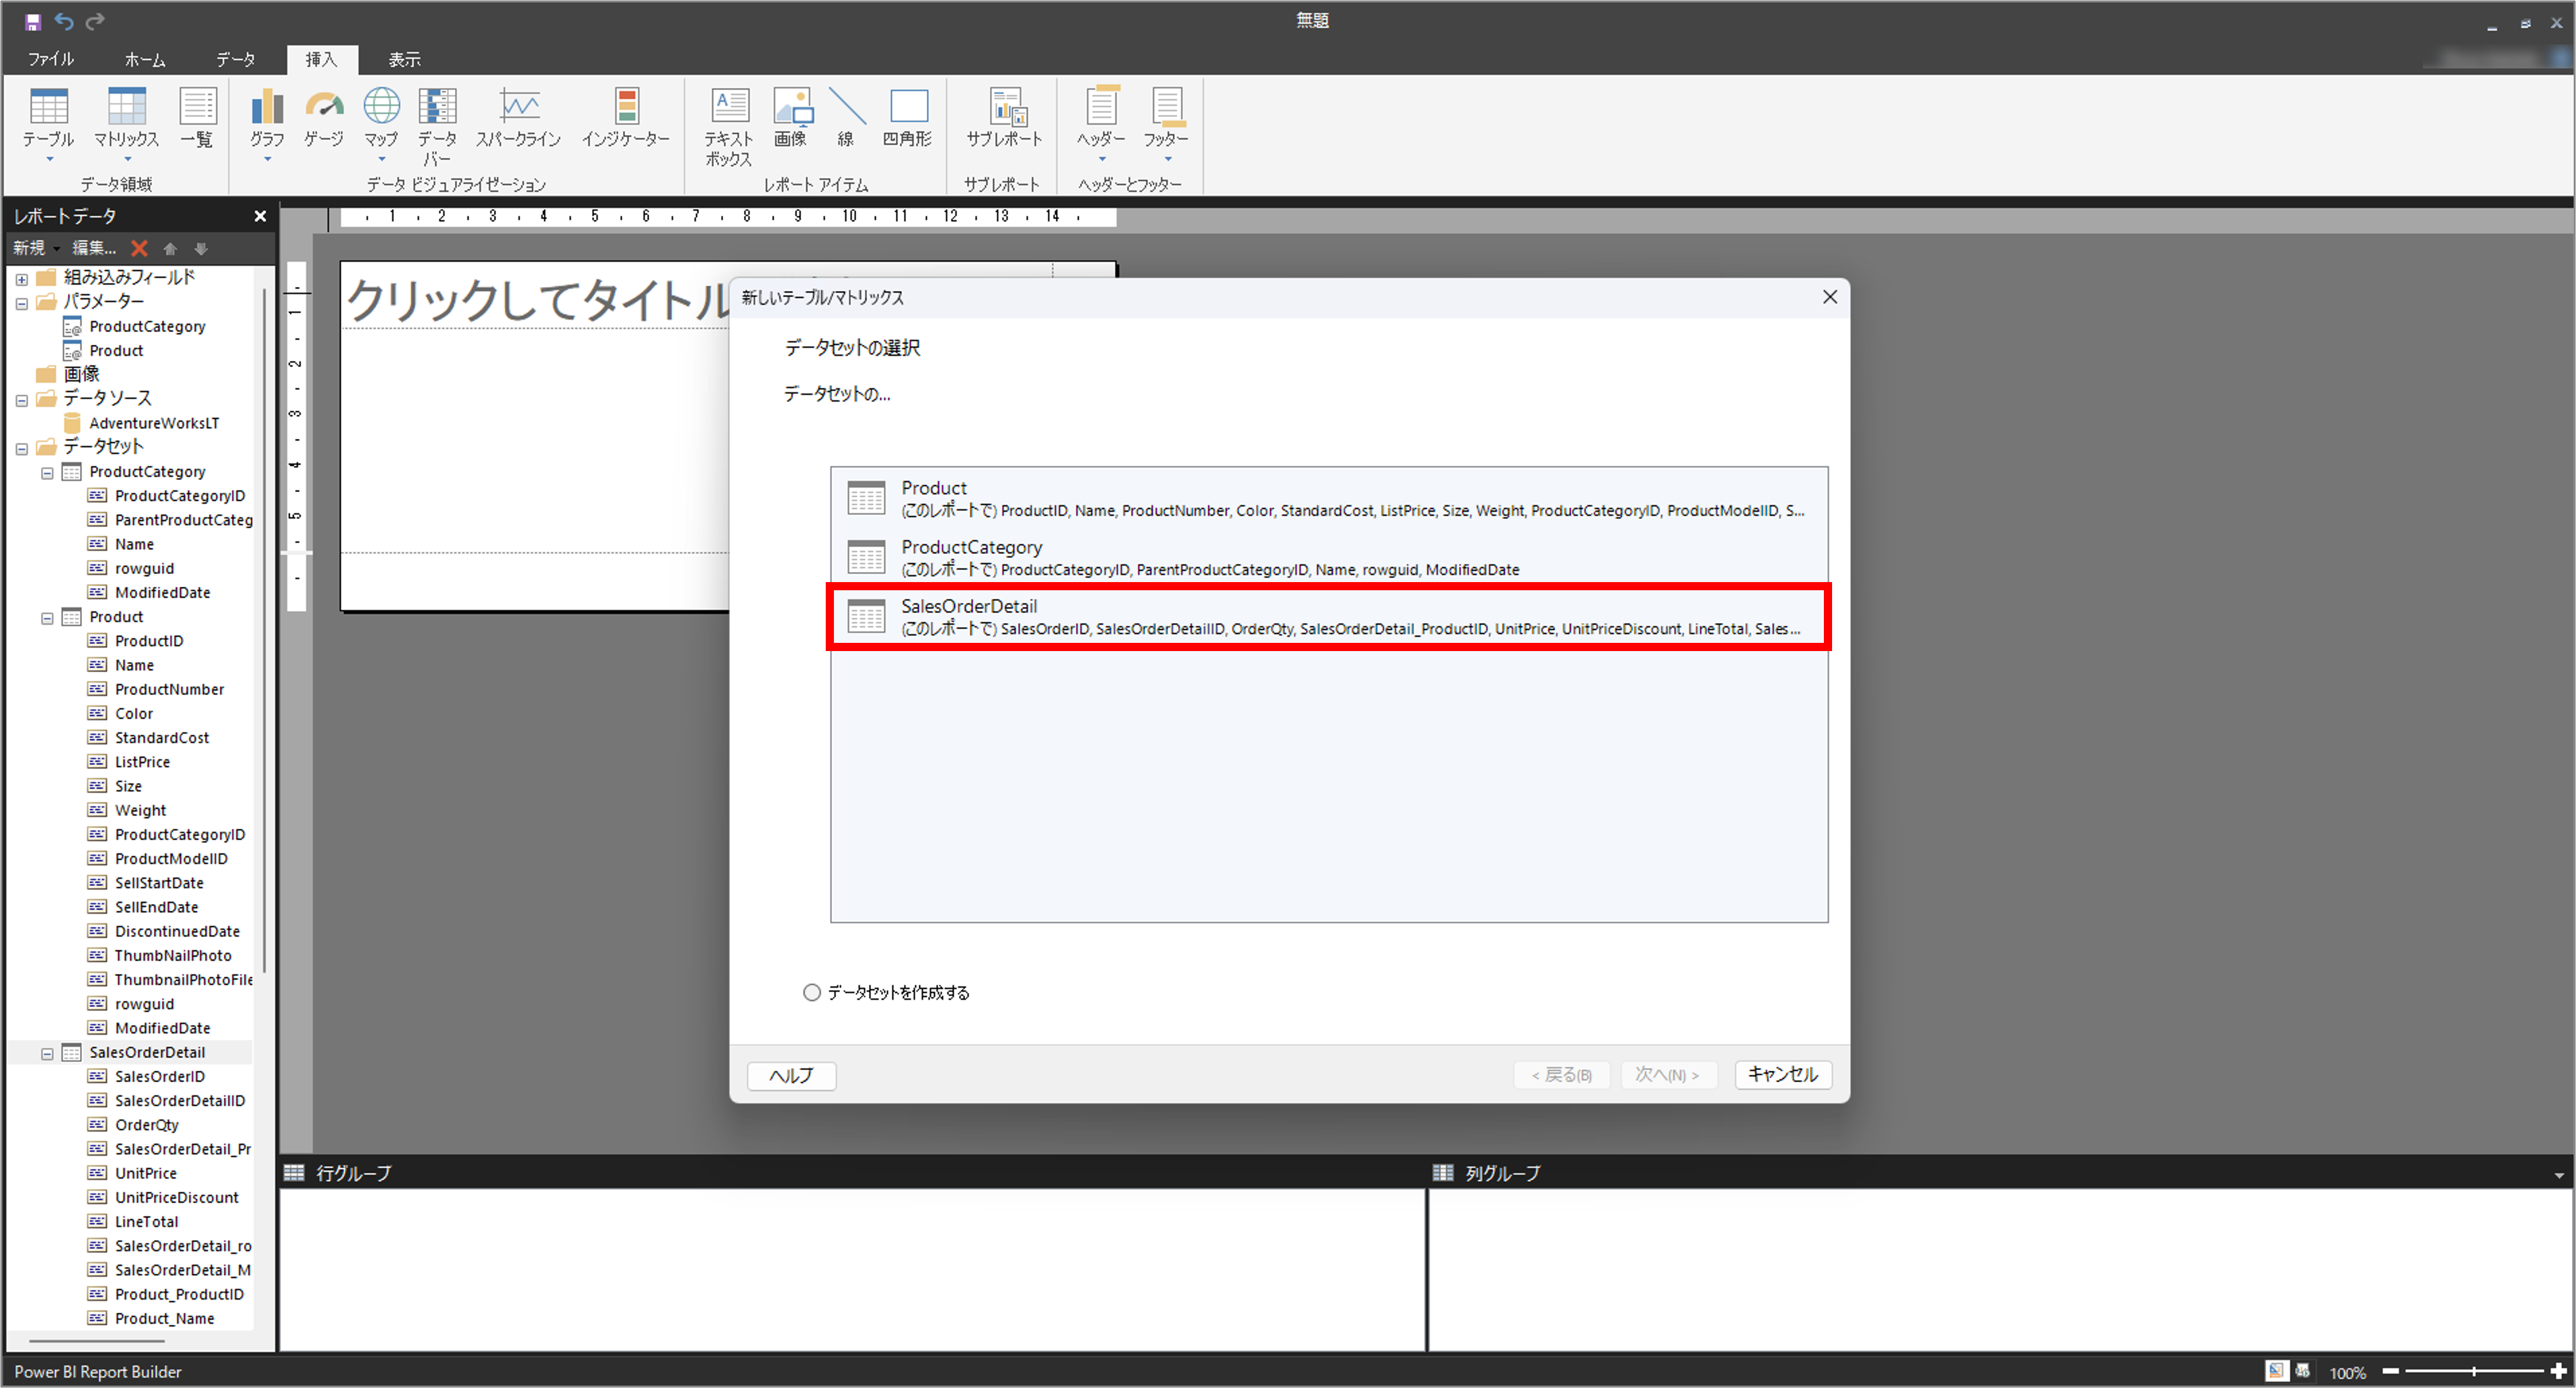 無題
ファイル ホーム データ 挿入 表示
テーブル マトリックス 一覧 グラフ ゲージ マップ データ バー スパークライン インジケーター テキスト ボックス 画像 線 四角形 サブレポート ヘッダー フッター
データ領域 データ ビジュアライゼーション レポート アイテム サブレポート ヘッダーとフッター
レポート データ
新規 編集...
組み込みフィールド
パラメーター
ProductCategory
Product
画像
データ ソース
AdventureWorksLT
データセット
ProductCategory
ProductCategoryID
ParentProductCateg
Name
rowguid
ModifiedDate
Product
ProductID
Name
ProductNumber
Color
StandardCost
ListPrice
Size
Weight
ProductCategoryID
ProductModelID
SellStartDate
SellEndDate
DiscontinuedDate
ThumbNailPhoto
ThumbnailPhotoFile
rowguid
ModifiedDate
SalesOrderDetail
SalesOrderID
SalesOrderDetailID
OrderQty
SalesOrderDetail_Pr
UnitPrice
UnitPriceDiscount
LineTotal
SalesOrderDetail_ro
SalesOrderDetail_M
Product_ProductID
Product_Name
1 2 3 4 5 6 7 8 9 10 11 12 13 14
1
2
3
4
5
クリックしてタイトル
新しいテーブル/マトリックス
データセットの選択
データセットの...
Product
(このレポートで) ProductID, Name, ProductNumber, Color, StandardCost, ListPrice, Size, Weight, ProductCategoryID, ProductModelID, S...
ProductCategory
(このレポートで) ProductCategoryID, ParentProductCategoryID, Name, rowguid, ModifiedDate
SalesOrderDetail
(このレポートで) SalesOrderID, SalesOrderDetailID, OrderQty, SalesOrderDetail_ProductID, UnitPrice, UnitPriceDiscount, LineTotal, Sales...
データセットを作成する
ヘルプ < 戻る(B) 次へ(N) > キャンセル
行グループ 列グループ
Power BI Report Builder 100%